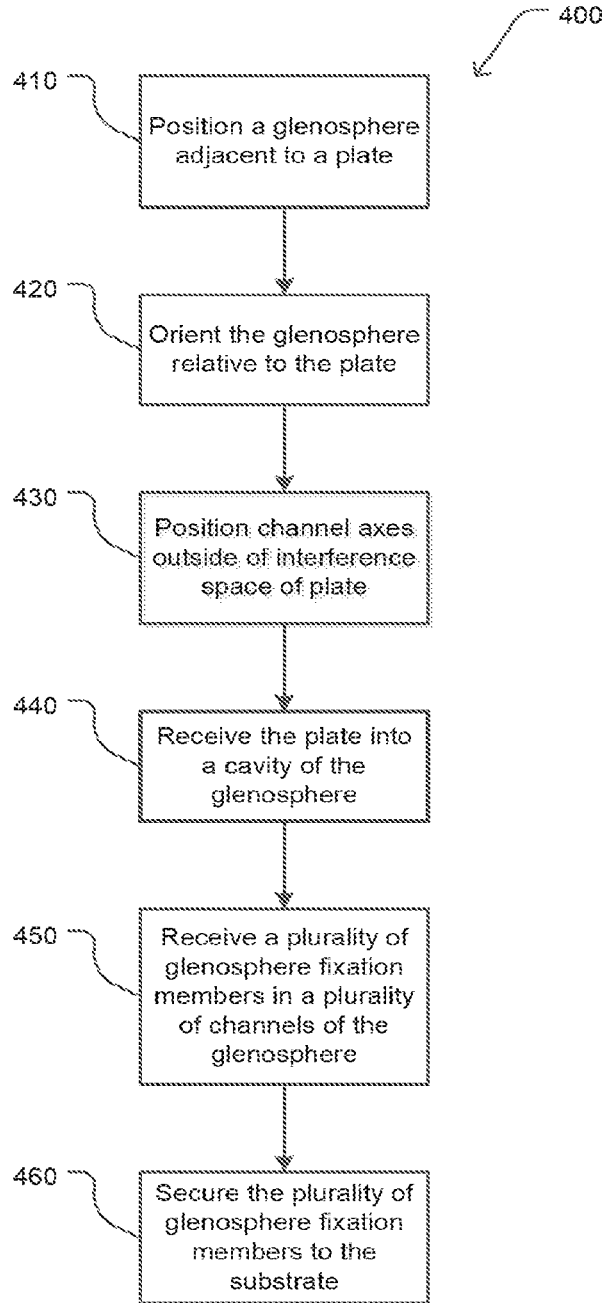 400
410
Position a glenosphere
adjacent to a plate
420
Orient the glenosphere
relative to the plate
430
Position channel axes
outside of interference
space of plate
440
Receive the plate into
a cavity of the
glenosphere
450
Receive a plurality of
glenosphere fixation
members in a plurality
of channels of the
glenosphere
460
Secure the plurality of
glenosphere fixation
members to the
substrate